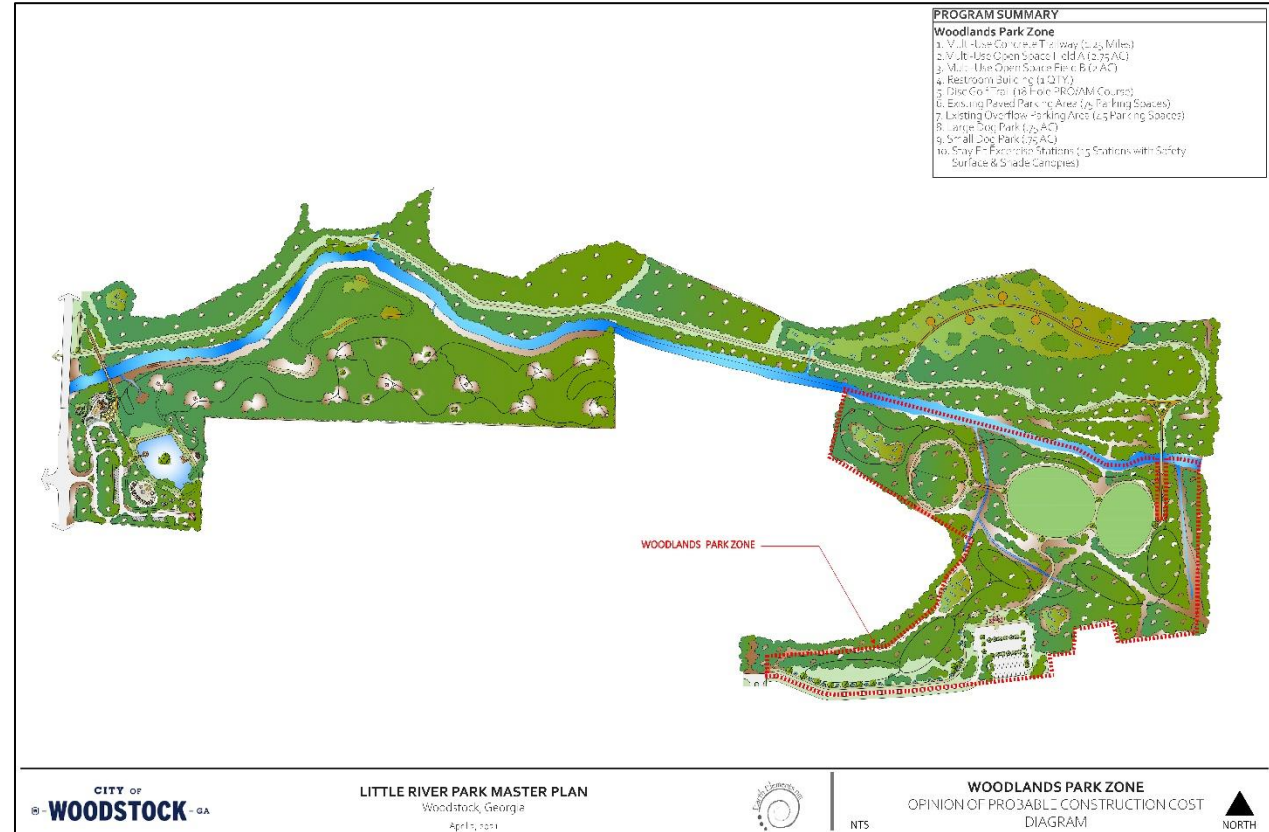 PROGRAM SUMMARY
Woodlands Park Zone
1. Multi-Use Concrete Trailway (1.25 Miles)
2. Multi-Use Open Space Field A (2.75 AC)
3. Multi-Use Open Space Field B (2 AC)
4. Restroom Building (1 QTY.)
5. Disc Golf Trail (18 Hole PRO/AM Course)
6. Existing Paved Parking Area (75 Parking Spaces)
7. Existing Overflow Parking Area (45 Parking Spaces)
8. Large Dog Park (.75 AC)
9. Small Dog Park (.75 AC)
10. Stay Fit Excercise Stations (15 Stations with Safety
Surface & Shade Canopies)
WOODLANDS PARK ZONE
CITY OF
WOODSTOCK - GA
LITTLE RIVER PARK MASTER PLAN
Woodstock, Georgia
NTS
WOODLANDS PARK ZONE
OPINION OF PROBABLE CONSTRUCTION COST
DIAGRAM
NORTH